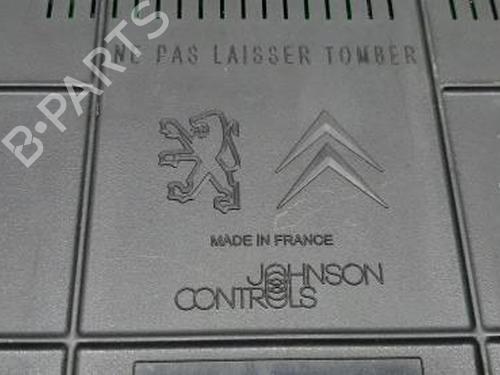 NE PAS LAISSER TOMBER
B-PARTS
MADE IN FRANCE
JOHNSON
CONTROLS